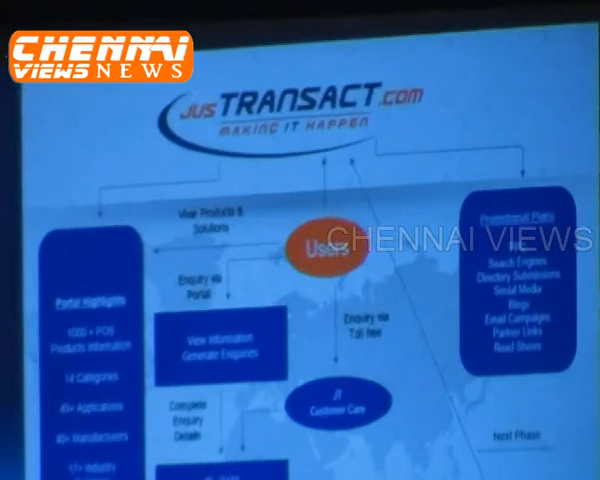 CHENNAI
VIEWS NEWS
JUSTRANSACT.COM
MAKING IT HAPPEN
View Products &
Solutions
Users
CHENNAI VIEWS
Enquiry via
Portal
Enquiry via
Toll free
View Information
Generate Enquiries
JT
Customer Care
Complete
Enquiry
Details
Portal Highlights
1000 + POS
Products Information
14 Categories
40+ Applications
40+ Manufacturers
11+ Industry
Promotional Plans
Search Engines
Directory Submissions
Social Media
Blogs
Email Campaigns
Partner Links
Road Shows
Next Phase